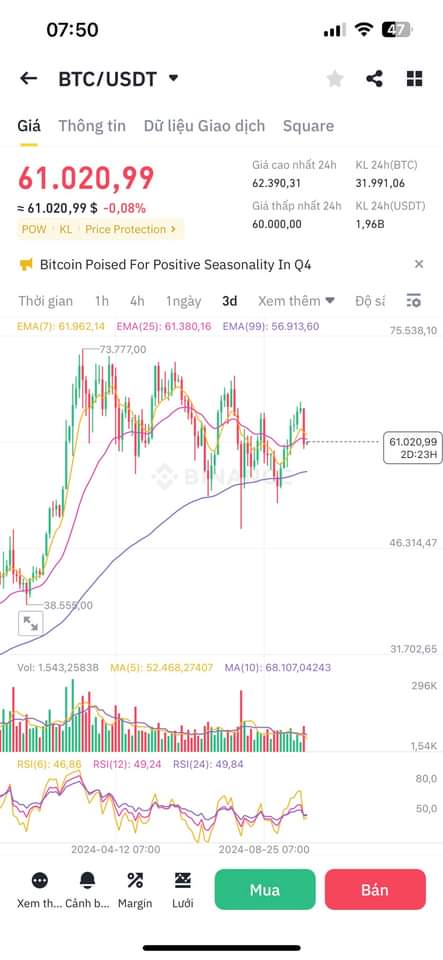 07:50
47
BTC/USDT
Giá Thông tin Dữ liệu Giao dịch Square
61.020,99
≈ 61.020,99 $ -0,08%
POW KL Price Protection >
Giá cao nhất 24h KL 24h(BTC)
62.390,31 31.991,06
Giá thấp nhất 24h KL 24h(USDT)
60.000,00 1,96B
Bitcoin Poised For Positive Seasonality In Q4
Thời gian 1h 4h 1ngày 3d Xem thêm Độ sâ
EMA(7): 61.962,14 EMA(25): 61.380,16 EMA(99): 56.913,60
75.538,10
73.777,00
61.020,99
2D:23H
BINANCE
46.314,47
38.555,00
31.702,65
Vol: 1.543,25838 MA(5): 52.468,27407 MA(10): 68.107,04243
296K
1,54K
RSI(6): 46,86 RSI(12): 49,24 RSI(24): 49,84
80,0
50,0
2024-04-12 07:00 2024-08-25 07:00
Xem th... Cảnh b... Margin Lưới
Mua Bán